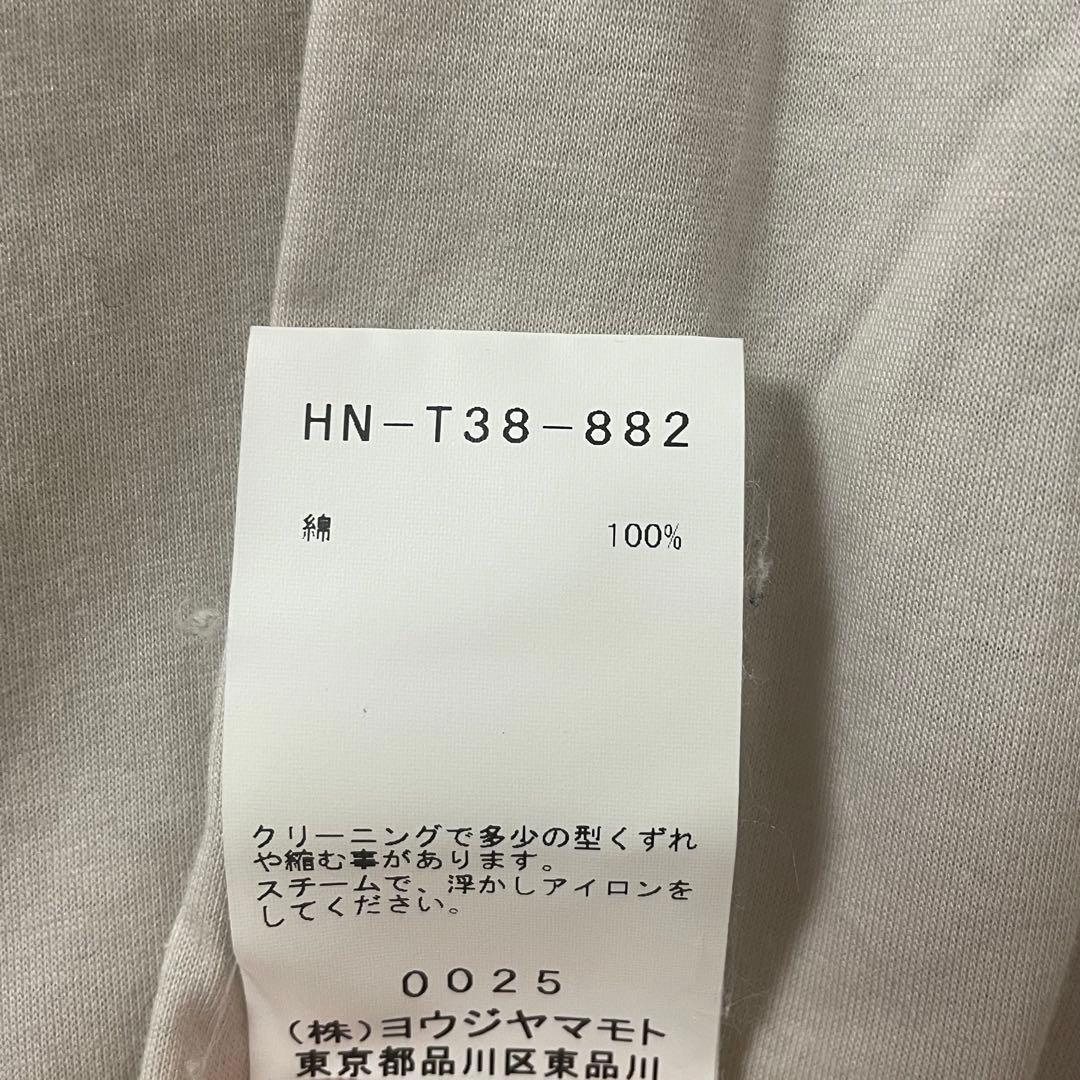 HN-T38-882
綿 100%
クリーニングで多少の型くずれ
や縮む事があります。
スチームで、浮かしアイロンを
してください。
0025
(株)ヨウジヤマモト
東京都品川区東品川